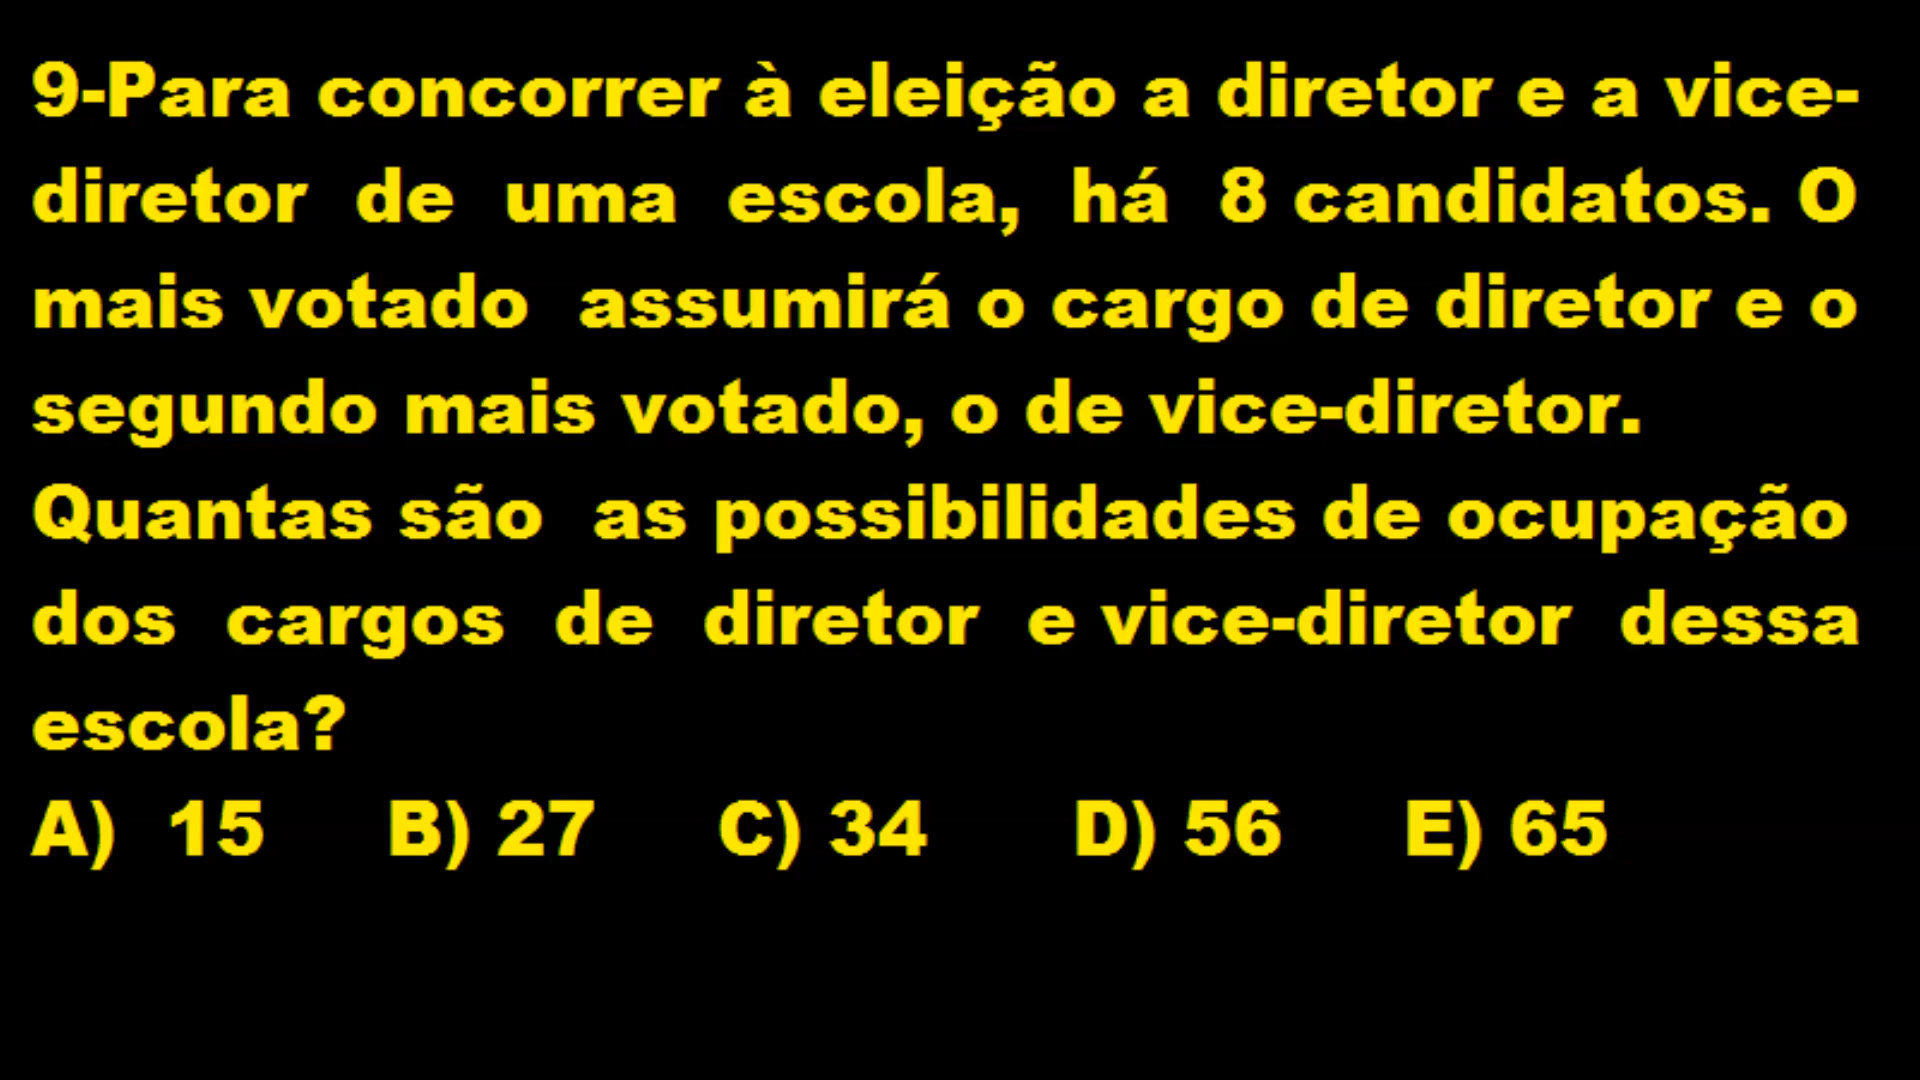 9-Para concorrer à eleição a diretor e a vice-
diretor de uma escola, há 8 candidatos. O
mais votado assumirá o cargo de diretor e o
segundo mais votado, o de vice-diretor.
Quantas são as possibilidades de ocupação
dos cargos de diretor e vice-diretor dessa
escola?
A) 15 B) 27 C) 34 D) 56 E) 65